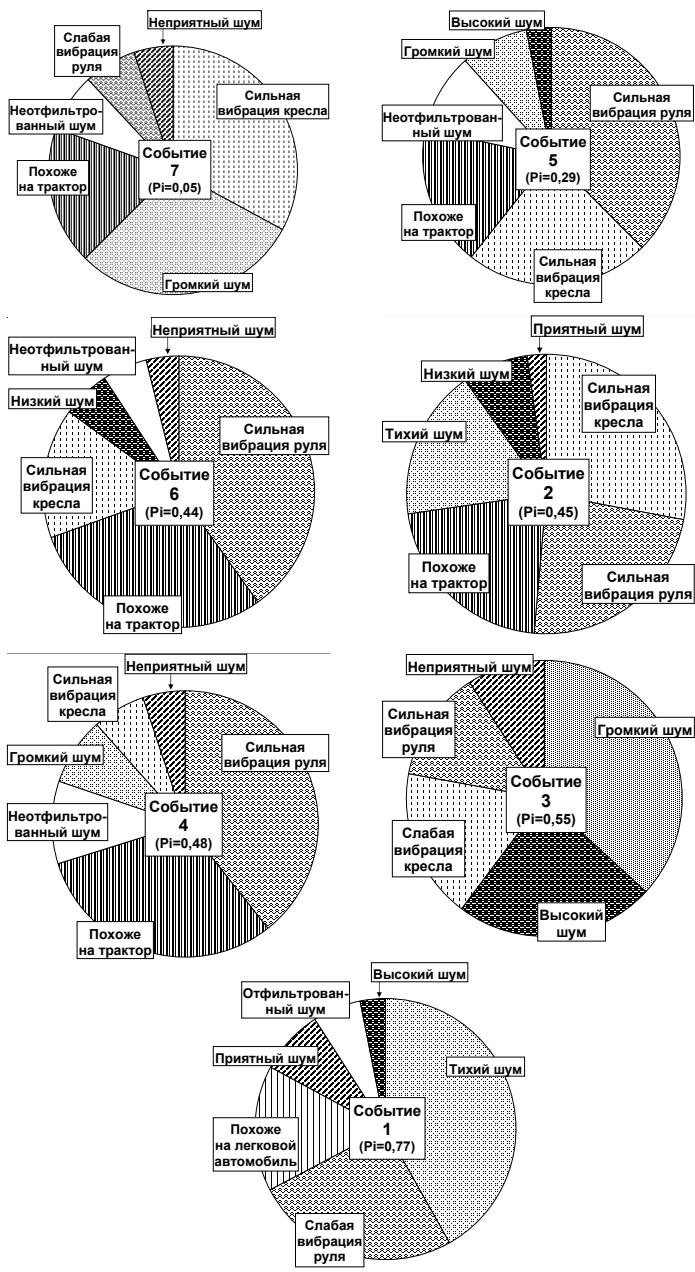 Неприятный шум
Слабая
вибрация
руля
Сильная
вибрация кресла
Неотфильтро-
ванный шум
Событие
7
(Pi=0,05)
Похоже
на трактор
Громкий шум
Высокий шум
Громкий шум
Сильная
вибрация руля
Неотфильтрован-
ный шум
Событие
5
(Pi=0,29)
Похоже
на трактор
Сильная
вибрация
кресла
Неприятный шум
Неотфильтрован-
ный шум
Низкий шум
Сильная
вибрация руля
Сильная
вибрация
кресла
Событие
6
(Pi=0,44)
Похоже
на трактор
Приятный шум
Низкий шум
Сильная
вибрация
кресла
Тихий шум
Событие
2
(Pi=0,45)
Похоже
на трактор
Сильная
вибрация руля
Неприятный шум
Сильная
вибрация
кресла
Громкий шум
Сильная
вибрация руля
Неотфильтро-
ванный шум
Событие
4
(Pi=0,48)
Похоже
на трактор
Неприятный шум
Сильная
вибрация
руля
Громкий шум
Событие
3
(Pi=0,55)
Слабая
вибрация
кресла
Высокий
шум
Высокий шум
Отфильтрован-
ный шум
Приятный шум
Тихий шум
Похоже
на легковой
автомобиль
Событие
1
(Pi=0,77)
Слабая
вибрация
руля